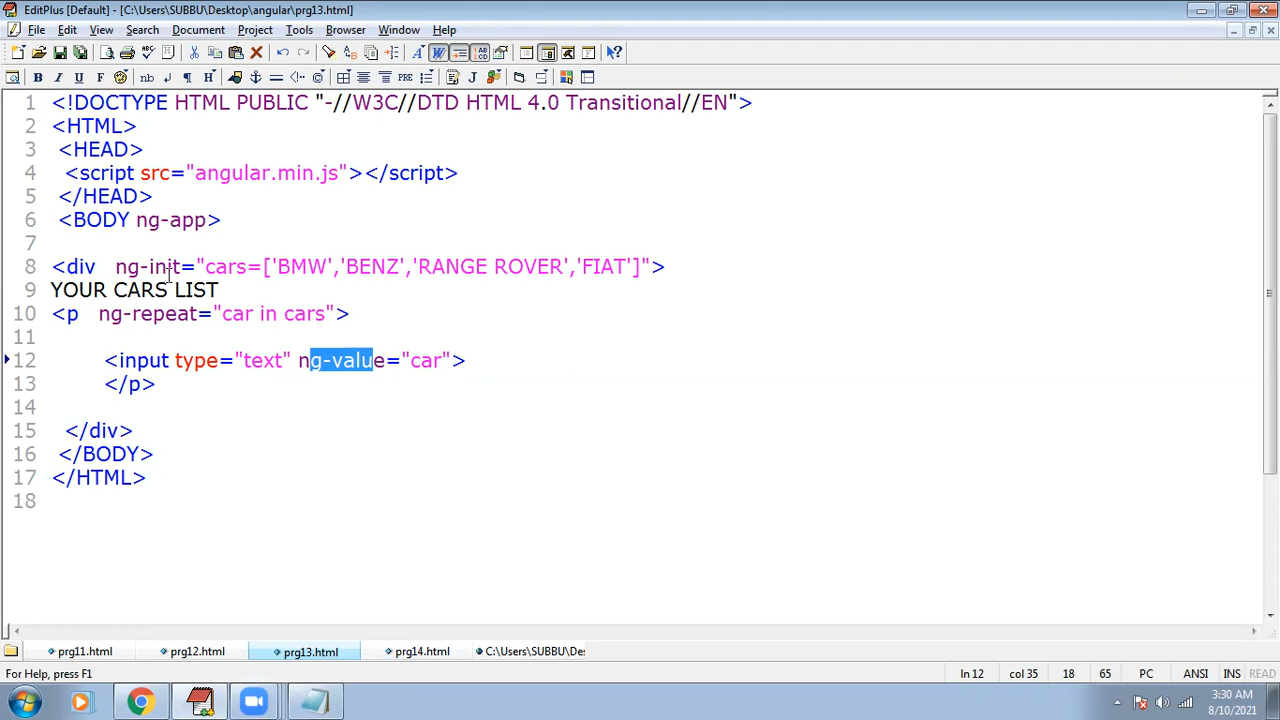 EditPlus [Default] - [C:\Users\SUBBU\Desktop\angular\prg13.html]
File Edit View Search Document Project Tools Browser Window Help
1 <!DOCTYPE HTML PUBLIC "-//W3C//DTD HTML 4.0 Transitional//EN">
2 <HTML>
3 <HEAD>
4 <script src="angular.min.js"></script>
5 </HEAD>
6 <BODY ng-app>
7
8 <div ng-init="cars=['BMW','BENZ','RANGE ROVER','FIAT']">
9 YOUR CARS LIST
10 <p ng-repeat="car in cars">
11
12 <input type="text" ng-value="car">
13 </p>
14
15 </div>
16 </BODY>
17 </HTML>
18
prg11.html prg12.html prg13.html prg14.html C:\Users\SUBBU\Des
For Help, press F1 ln 12 col 35 18 65 PC ANSI INS READ
3:30 AM
8/10/2021